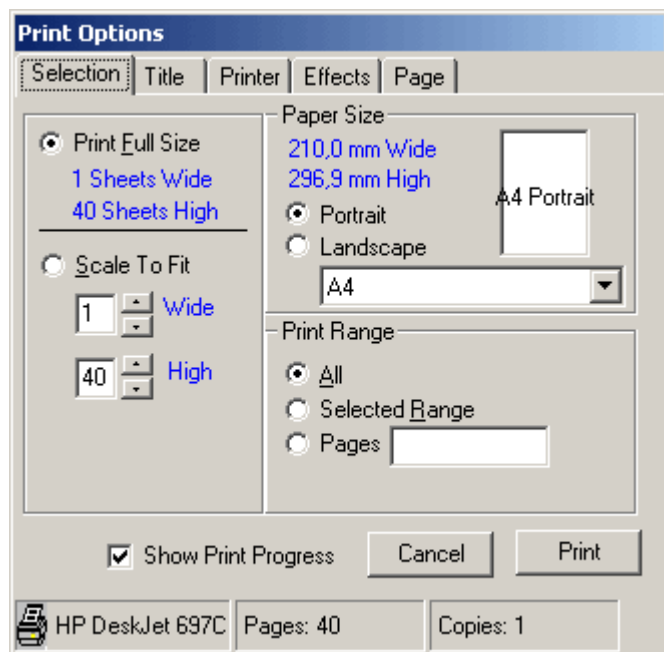 Print Options
Selection Title Printer Effects Page
Print Full Size
1 Sheets Wide
40 Sheets High
Scale To Fit
1 Wide
40 High
Paper Size
210,0 mm Wide
296,9 mm High
A4 Portrait
Portrait
Landscape
A4
Print Range
All
Selected Range
Pages
Show Print Progress Cancel Print
HP DeskJet 697C Pages: 40 Copies: 1